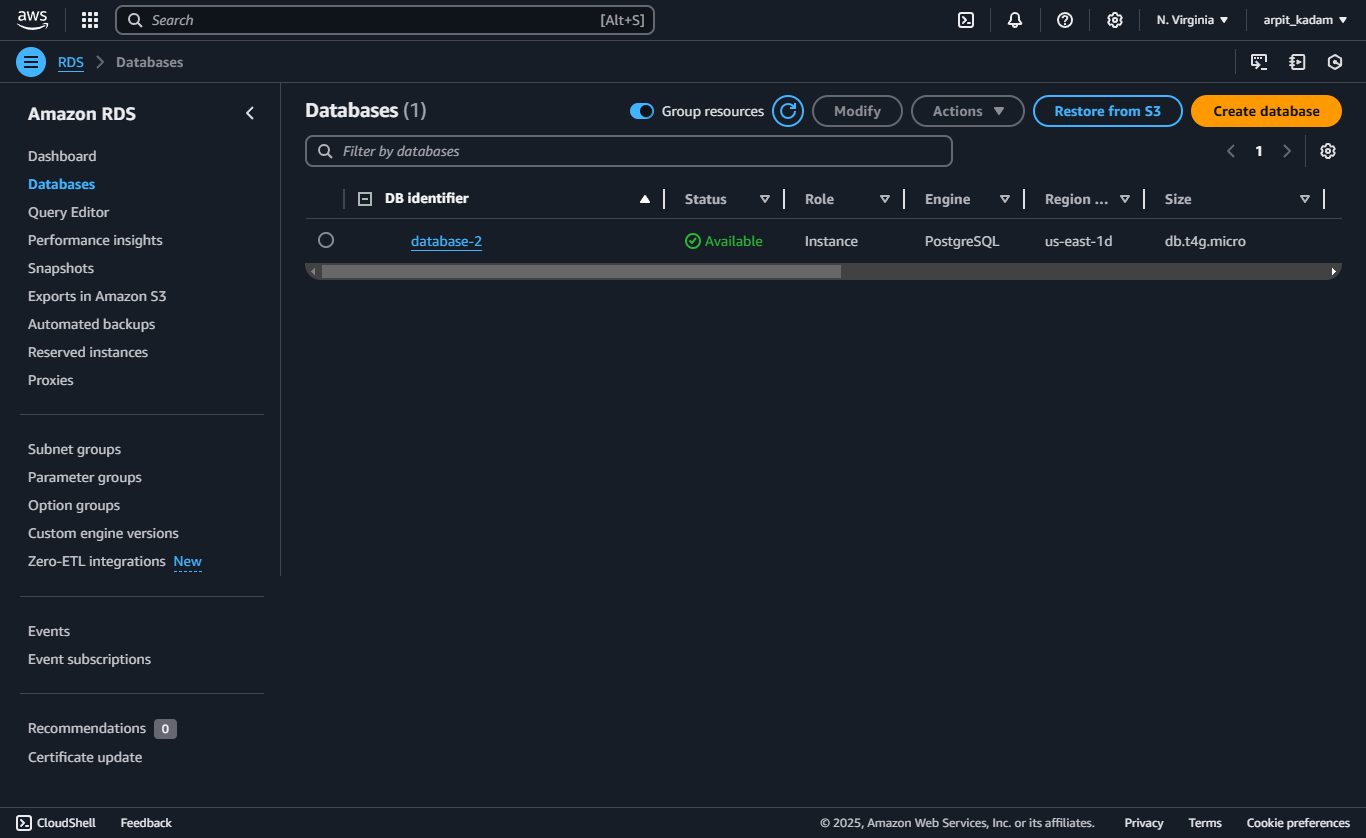 aws Search [Alt+S] N. Virginia arpit_kadam
RDS Databases
Amazon RDS
Dashboard
Databases
Query Editor
Performance insights
Snapshots
Exports in Amazon S3
Automated backups
Reserved instances
Proxies
Subnet groups
Parameter groups
Option groups
Custom engine versions
Zero-ETL integrations New
Events
Event subscriptions
Recommendations 0
Certificate update
Databases (1) Group resources Modify Actions Restore from S3 Create database
Filter by databases 1
DB identifier Status Role Engine Region ... Size
database-2 Available Instance PostgreSQL us-east-1d db.t4g.micro
CloudShell Feedback © 2025, Amazon Web Services, Inc. or its affiliates. Privacy Terms Cookie preferences